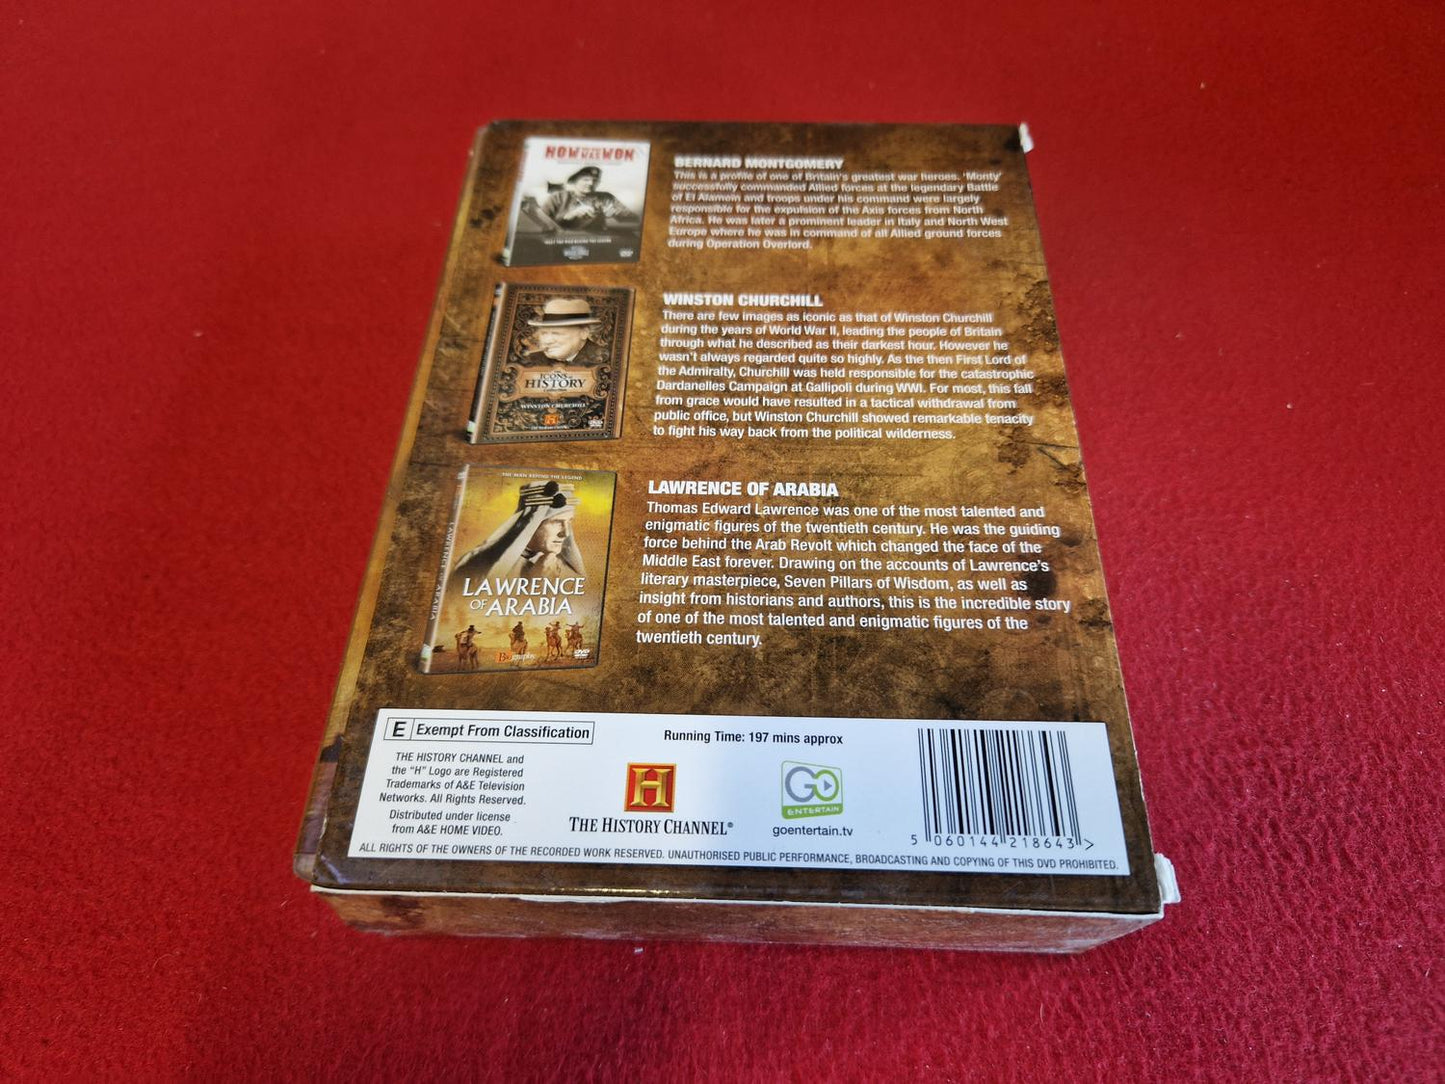 HOW THE WAR WAS WON
BERNARD MONTGOMERY
This is a profile of one of Britain's greatest war heroes. 'Monty'
successfully commanded Allied forces at the legendary Battle
of El Alamein and troops under his command were largely
responsible for the expulsion of the Axis forces from North
Africa. He was later a prominent leader in Italy and North West
Europe where he was in command of all Allied ground forces
during Operation Overlord.
ICONS OF
HISTORY
WINSTON CHURCHILL
WINSTON CHURCHILL
There are few images as iconic as that of Winston Churchill
during the years of World War II, leading the people of Britain
through what he described as their darkest hour. However he
wasn't always regarded quite so highly. As the then First Lord of
the Admiralty, Churchill was held responsible for the catastrophic
Dardanelles Campaign at Gallipoli during WWI. For most, this fall
from grace would have resulted in a tactical withdrawal from
public office, but Winston Churchill showed remarkable tenacity
to fight his way back from the political wilderness.
THE MAN BEHIND THE LEGEND
LAWRENCE OF ARABIA
LAWRENCE
OF ARABIA
Biography
DVD
LAWRENCE OF ARABIA
Thomas Edward Lawrence was one of the most talented and
enigmatic figures of the twentieth century. He was the guiding
force behind the Arab Revolt which changed the face of the
Middle East forever. Drawing on the accounts of Lawrence's
literary masterpiece, Seven Pillars of Wisdom, as well as
insight from historians and authors, this is the incredible story
of one of the most talented and enigmatic figures of the
twentieth century.
E Exempt From Classification
THE HISTORY CHANNEL and
the "H" Logo are Registered
Trademarks of A&E Television
Networks. All Rights Reserved.
Distributed under license
from A&E HOME VIDEO.
Running Time: 197 mins approx
H
THE HISTORY CHANNEL®
GO
ENTERTAIN
goentertain.tv
5 060144 218643 >
ALL RIGHTS OF THE OWNERS OF THE RECORDED WORK RESERVED. UNAUTHORISED PUBLIC PERFORMANCE, BROADCASTING AND COPYING OF THIS DVD PROHIBITED.